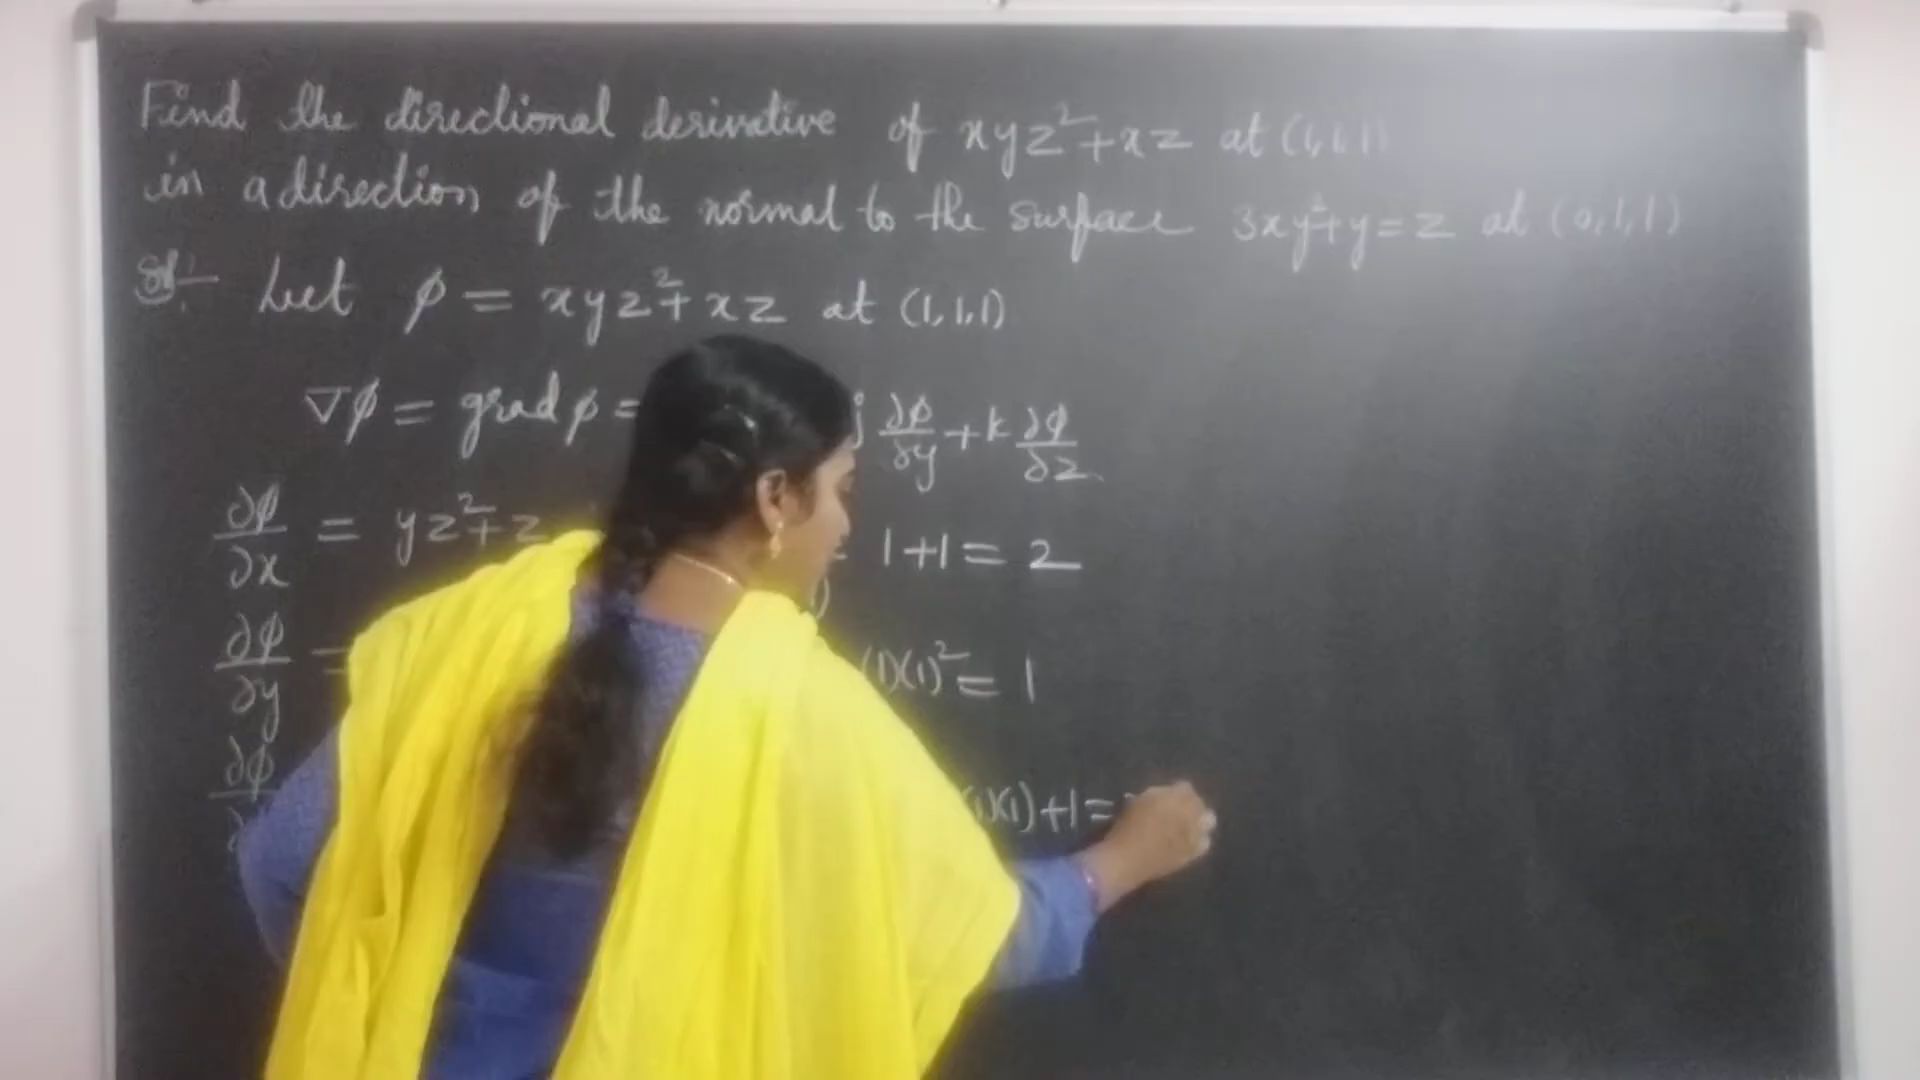 Find the directional derivative of xyz²+xz at (1,1,1)
in a direction of the normal to the surface 3xy²+y=z at (0,1,1)
Sol:- Let φ = xyz²+xz at (1,1,1)
∇φ = grad φ = j ∂φ/∂y + k ∂φ/∂z
∂φ/∂x = yz²+z = 1+1 = 2
∂φ/∂y = (1)(1)² = 1
∂φ (1)(1)+1=